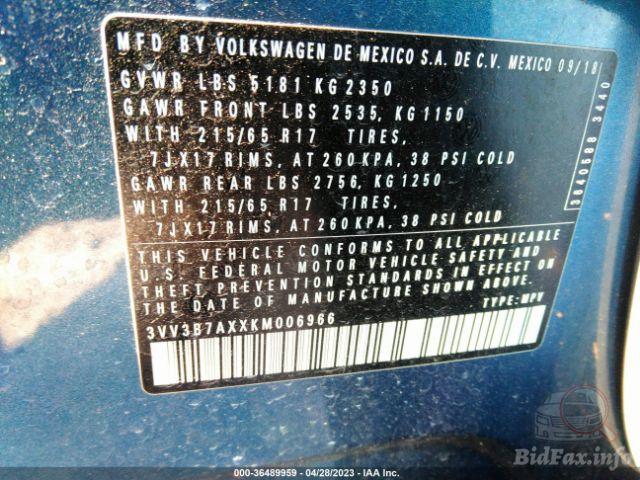 MFD BY VOLKSWAGEN DE MEXICO S.A. DE C.V. MEXICO 09/18
GVWR LBS 5181 KG 2350
GAWR FRONT LBS 2535, KG 1150
WITH 215/65 R17 TIRES,
7JX17 RIMS, AT 260 KPA, 38 PSI COLD
GAWR REAR LBS 2756, KG 1250
WITH 215/65 R17 TIRES,
7JX17 RIMS, AT 260 KPA, 38 PSI COLD
THIS VEHICLE CONFORMS TO ALL APPLICABLE
U.S. FEDERAL MOTOR VEHICLE SAFETY AND
THEFT PREVENTION STANDARDS IN EFFECT ON
THE DATE OF MANUFACTURE SHOWN ABOVE.
3VV3B7AXXKM006966 TYPE: MPV
3640588 3440
000-36489959 - 04/28/2023 - IAA Inc.
BidFax.info